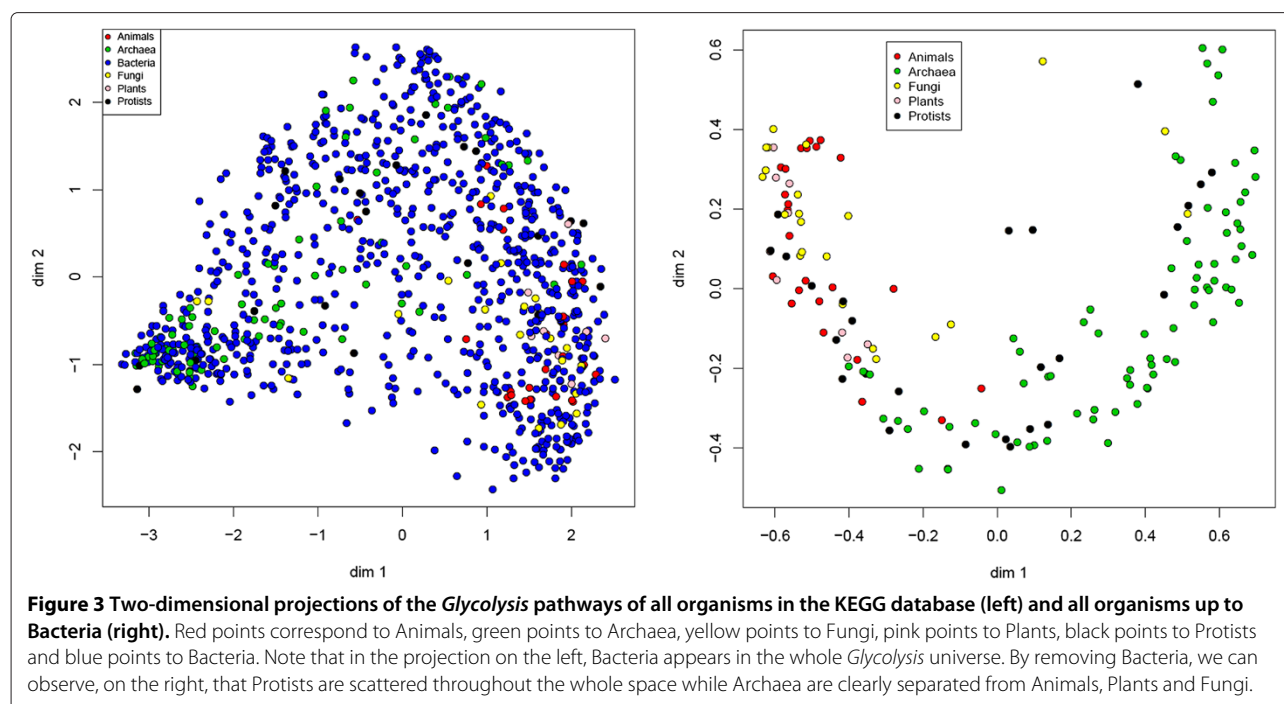 Animals
Archaea
Bacteria
Fungi
Plants
Protists
2
1
0
−1
−2
dim 2
−3
−2
−1
0
1
2
dim 1
Animals
Archaea
Fungi
Plants
Protists
0.6
0.4
0.2
0.0
−0.2
−0.4
dim 2
−0.6
−0.4
−0.2
0.0
0.2
0.4
0.6
dim 1
Figure 3 Two-dimensional projections of the Glycolysis pathways of all organisms in the KEGG database (left) and all organisms up to
Bacteria (right). Red points correspond to Animals, green points to Archaea, yellow points to Fungi, pink points to Plants, black points to Protists
and blue points to Bacteria. Note that in the projection on the left, Bacteria appears in the whole Glycolysis universe. By removing Bacteria, we can
observe, on the right, that Protists are scattered throughout the whole space while Archaea are clearly separated from Animals, Plants and Fungi.